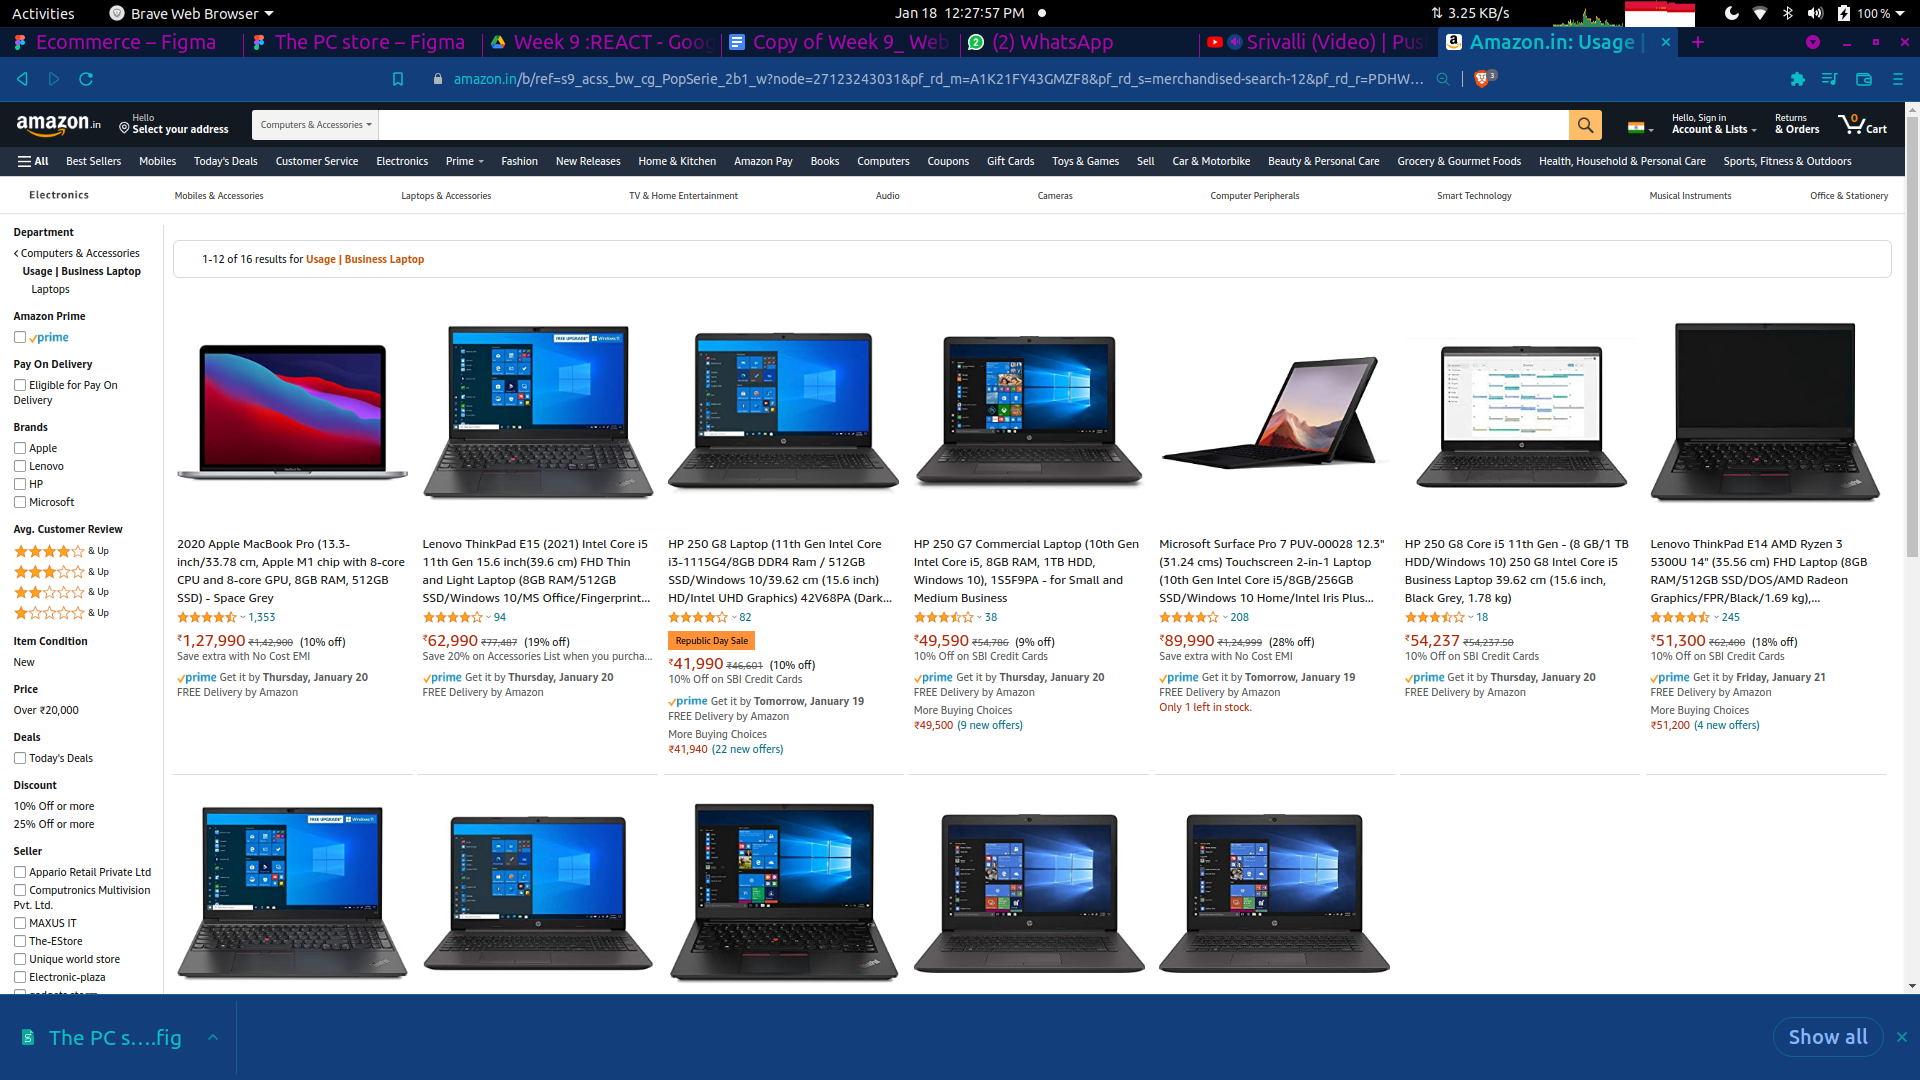 Activities
Brave Web Browser
Jan 18 12:27:57 PM
3.25 KB/s
100 %
Ecommerce – Figma
The PC store – Figma
Week 9 :REACT - Goog
Copy of Week 9_ Web
(2) WhatsApp
Srivalli (Video) | Pus
Amazon.in: Usage |
amazon.in/b/ref=s9_acss_bw_cg_PopSerie_2b1_w?node=27123243031&pf_rd_m=A1K21FY43GMZF8&pf_rd_s=merchandised-search-12&pf_rd_r=PDHW...
3
amazon.in
Hello
Select your address
Computers & Accessories
Hello, Sign in
Account & Lists
Returns
& Orders
0
Cart
All
Best Sellers
Mobiles
Today's Deals
Customer Service
Electronics
Prime
Fashion
New Releases
Home & Kitchen
Amazon Pay
Books
Computers
Coupons
Gift Cards
Toys & Games
Sell
Car & Motorbike
Beauty & Personal Care
Grocery & Gourmet Foods
Health, Household & Personal Care
Sports, Fitness & Outdoors
Electronics
Mobiles & Accessories
Laptops & Accessories
TV & Home Entertainment
Audio
Cameras
Computer Peripherals
Smart Technology
Musical Instruments
Office & Stationery
Department
Computers & Accessories
Usage | Business Laptop
Laptops
Amazon Prime
prime
Pay On Delivery
Eligible for Pay On
Delivery
Brands
Apple
Lenovo
HP
Microsoft
Avg. Customer Review
& Up
& Up
& Up
& Up
Item Condition
New
Price
Over ₹20,000
Deals
Today's Deals
Discount
10% Off or more
25% Off or more
Seller
Appario Retail Private Ltd
Computronics Multivision
Pvt. Ltd.
MAXUS IT
The-EStore
Unique world store
Electronic-plaza
1-12 of 16 results for Usage | Business Laptop
2020 Apple MacBook Pro (13.3-
inch/33.78 cm, Apple M1 chip with 8-core
CPU and 8-core GPU, 8GB RAM, 512GB
SSD) - Space Grey
1,353
₹1,27,990 ₹1,42,900 (10% off)
Save extra with No Cost EMI
prime Get it by Thursday, January 20
FREE Delivery by Amazon
FREE UPGRADE* Windows 11
Lenovo ThinkPad E15 (2021) Intel Core i5
11th Gen 15.6 inch(39.6 cm) FHD Thin
and Light Laptop (8GB RAM/512GB
SSD/Windows 10/MS Office/Fingerprint...
94
₹62,990 ₹77,487 (19% off)
Save 20% on Accessories List when you purcha...
prime Get it by Thursday, January 20
FREE Delivery by Amazon
HP 250 G8 Laptop (11th Gen Intel Core
i3-1115G4/8GB DDR4 Ram / 512GB
SSD/Windows 10/39.62 cm (15.6 inch)
HD/Intel UHD Graphics) 42V68PA (Dark...
82
Republic Day Sale
₹41,990 ₹46,601 (10% off)
10% Off on SBI Credit Cards
prime Get it by Tomorrow, January 19
FREE Delivery by Amazon
More Buying Choices
₹41,940 (22 new offers)
HP 250 G7 Commercial Laptop (10th Gen
Intel Core i5, 8GB RAM, 1TB HDD,
Windows 10), 1S5F9PA - for Small and
Medium Business
38
₹49,590 ₹54,786 (9% off)
10% Off on SBI Credit Cards
prime Get it by Thursday, January 20
FREE Delivery by Amazon
More Buying Choices
₹49,500 (9 new offers)
Microsoft Surface Pro 7 PUV-00028 12.3"
(31.24 cms) Touchscreen 2-in-1 Laptop
(10th Gen Intel Core i5/8GB/256GB
SSD/Windows 10 Home/Intel Iris Plus...
208
₹89,990 ₹1,24,999 (28% off)
Save extra with No Cost EMI
prime Get it by Tomorrow, January 19
FREE Delivery by Amazon
Only 1 left in stock.
HP 250 G8 Core i5 11th Gen - (8 GB/1 TB
HDD/Windows 10) 250 G8 Intel Core i5
Business Laptop 39.62 cm (15.6 inch,
Black Grey, 1.78 kg)
18
₹54,237 ₹54,237.50
10% Off on SBI Credit Cards
prime Get it by Thursday, January 20
FREE Delivery by Amazon
Lenovo ThinkPad E14 AMD Ryzen 3
5300U 14" (35.56 cm) FHD Laptop (8GB
RAM/512GB SSD/DOS/AMD Radeon
Graphics/FPR/Black/1.69 kg),...
245
₹51,300 ₹62,400 (18% off)
10% Off on SBI Credit Cards
prime Get it by Friday, January 21
FREE Delivery by Amazon
More Buying Choices
₹51,200 (4 new offers)
FREE UPGRADE* Windows 11
The PC s....fig
Show all